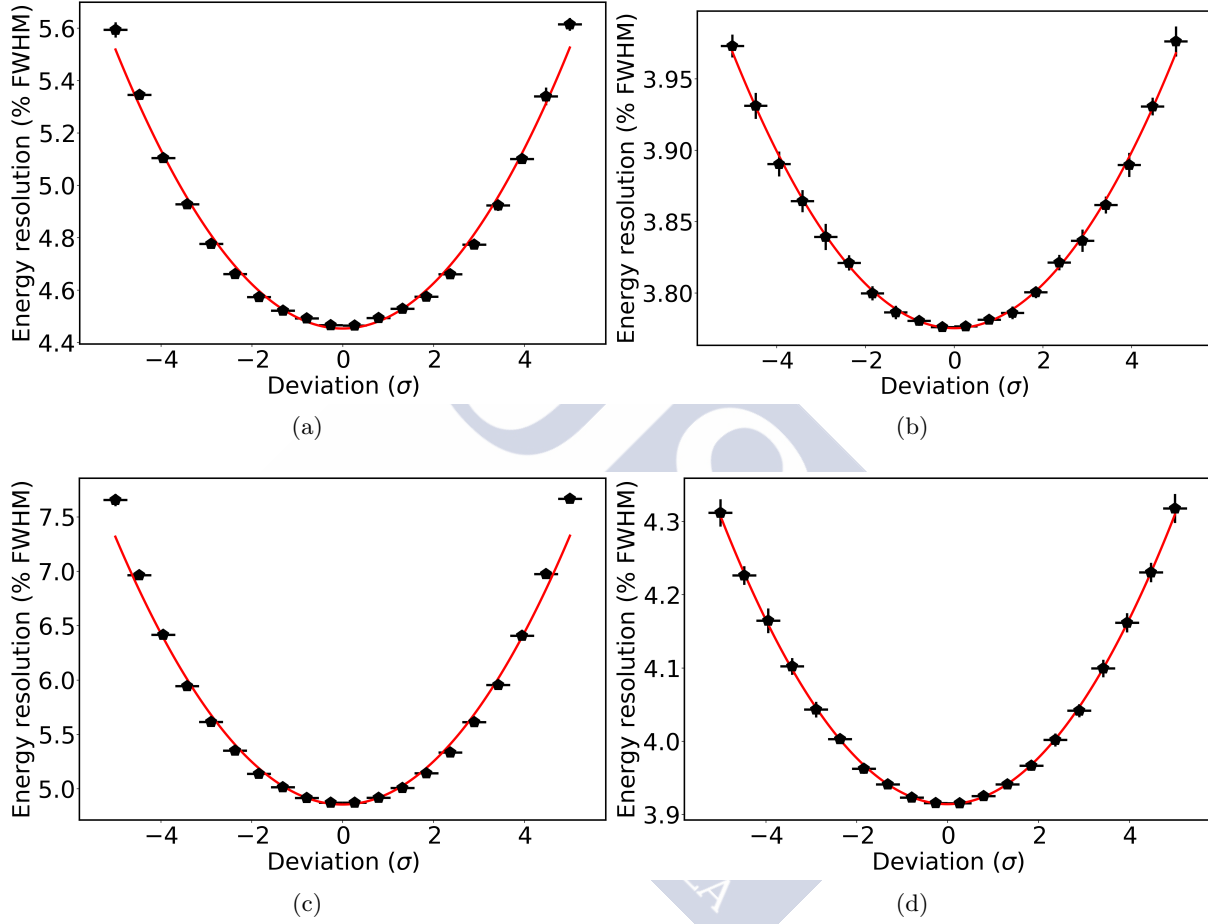 Energy resolution (% FWHM)
5.6
5.4
5.2
5.0
4.8
4.6
4.4
−4 −2 0 2 4
Deviation (σ)
(a)
Energy resolution (% FWHM)
3.95
3.90
3.85
3.80
−4 −2 0 2 4
Deviation (σ)
(b)
Energy resolution (% FWHM)
7.5
7.0
6.5
6.0
5.5
5.0
−4 −2 0 2 4
Deviation (σ)
(c)
Energy resolution (% FWHM)
4.3
4.2
4.1
4.0
3.9
−4 −2 0 2 4
Deviation (σ)
(d)
LA